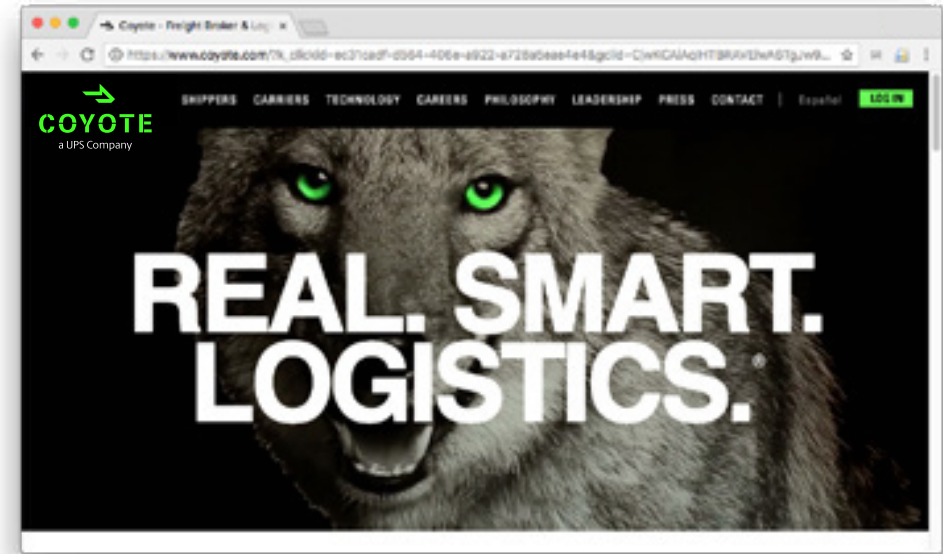 Coyote - Freight Broker & Log
https://www.coyote.com/
SHIPPERS CARRIERS TECHNOLOGY CAREERS PHILOSOPHY LEADERSHIP PRESS CONTACT | Español LOG IN
COYOTE
a UPS Company
REAL. SMART.
LOGISTICS.®